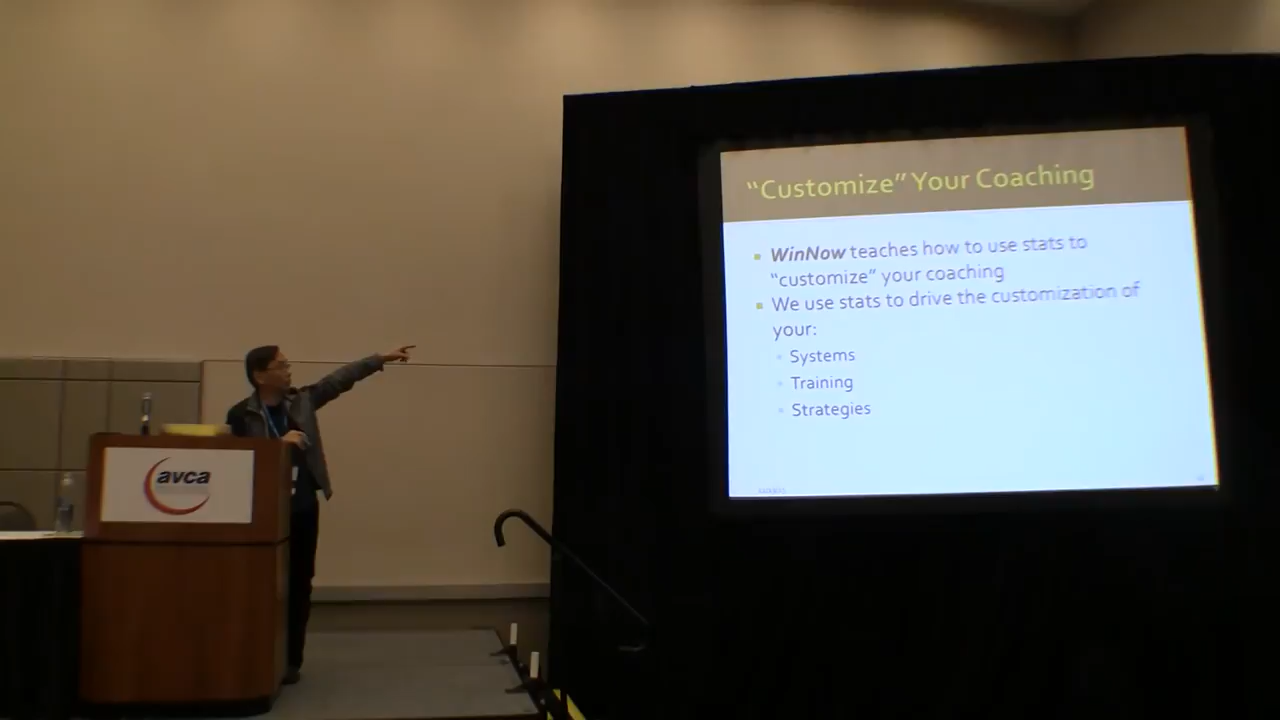 "Customize" Your Coaching
WinNow teaches how to use stats to
"customize" your coaching
We use stats to drive the customization of
your:
Systems
Training
Strategies
avca